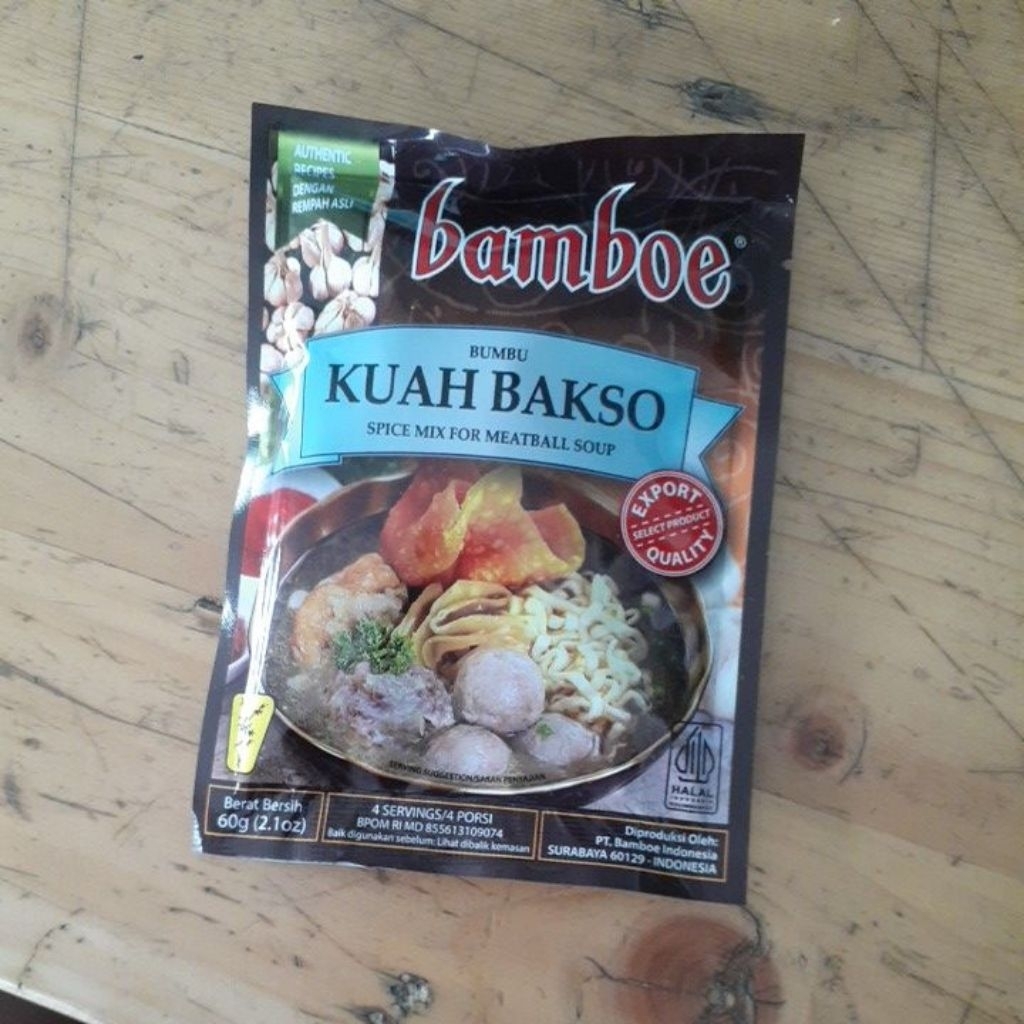 AUTHENTIC
RECIPES
DENGAN
REMPAH ASLI
bamboe®
BUMBU
KUAH BAKSO
SPICE MIX FOR MEATBALL SOUP
EXPORT
SELECT PRODUCT
QUALITY
SERVING SUGGESTION/SARAN PENYAJIAN
HALAL
INDONESIA
Berat Bersih
60g (2.1oz)
4 SERVINGS/4 PORSI
BPOM RI MD 855613109074
Baik digunakan sebelum: Lihat dibalik kemasan
Diproduksi Oleh:
PT. Bamboe Indonesia
SURABAYA 60129 - INDONESIA